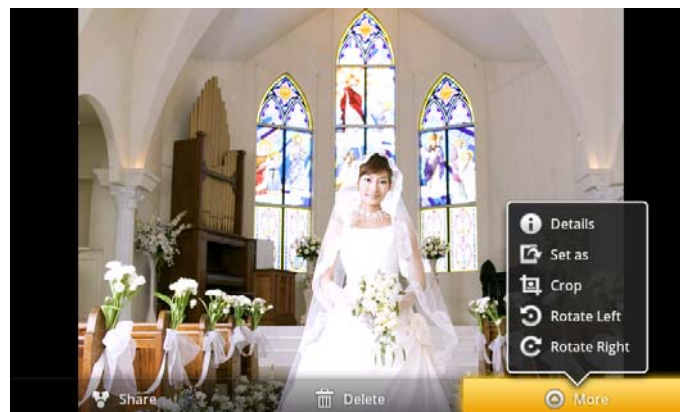 Details
Set as
Crop
Rotate Left
Rotate Right
Share
Delete
More